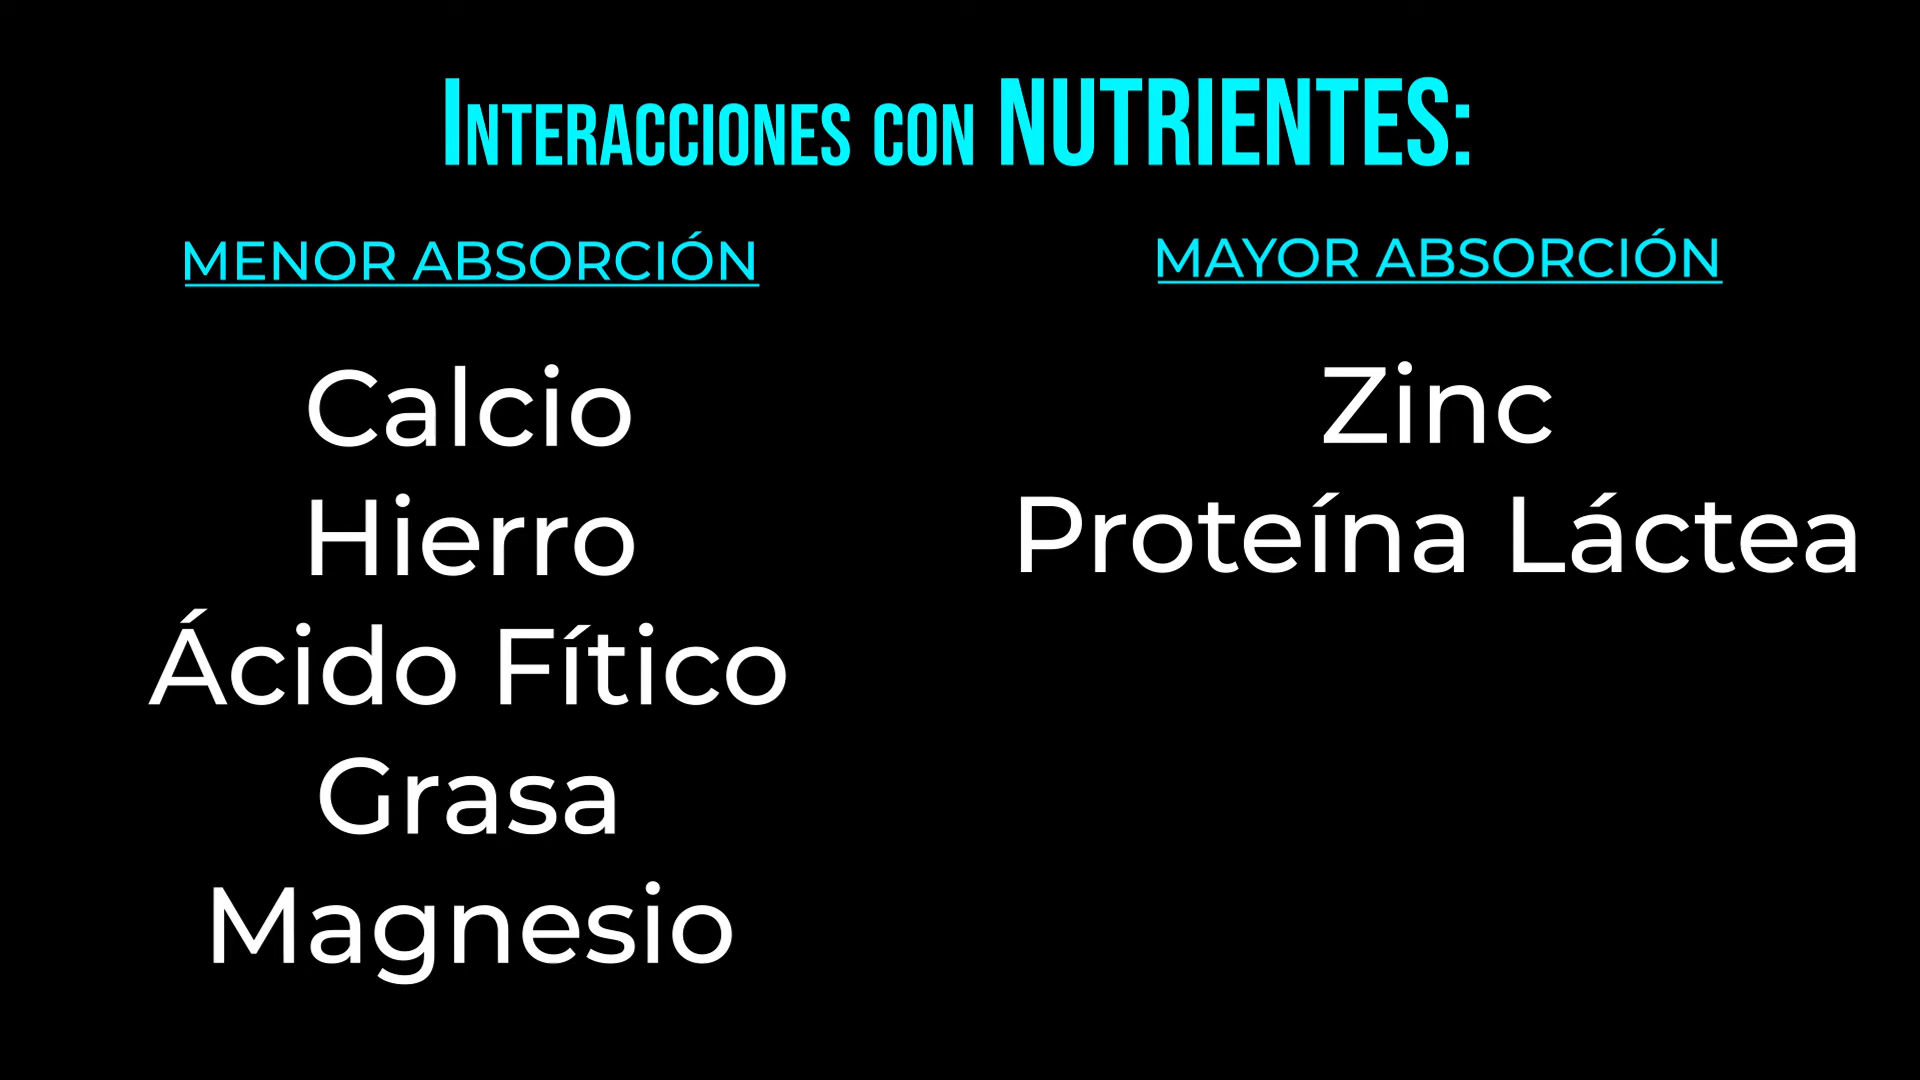 Interacciones con NUTRIENTES:
MENOR ABSORCIÓN
Calcio
Hierro
Ácido Fítico
Grasa
Magnesio
MAYOR ABSORCIÓN
Zinc
Proteína Láctea